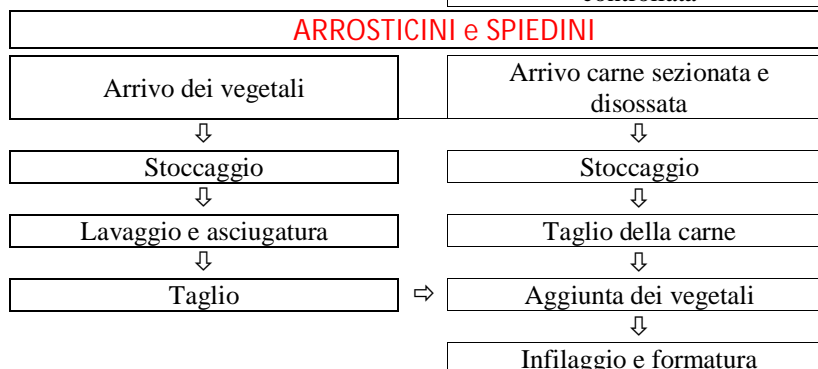 ARROSTICINI e SPIEDINI
Arrivo dei vegetali
⇩
Stoccaggio
⇩
Lavaggio e asciugatura
⇩
Taglio
⇨
Arrivo carne sezionata e
disossata
⇩
Stoccaggio
⇩
Taglio della carne
⇩
Aggiunta dei vegetali
⇩
Infilaggio e formatura